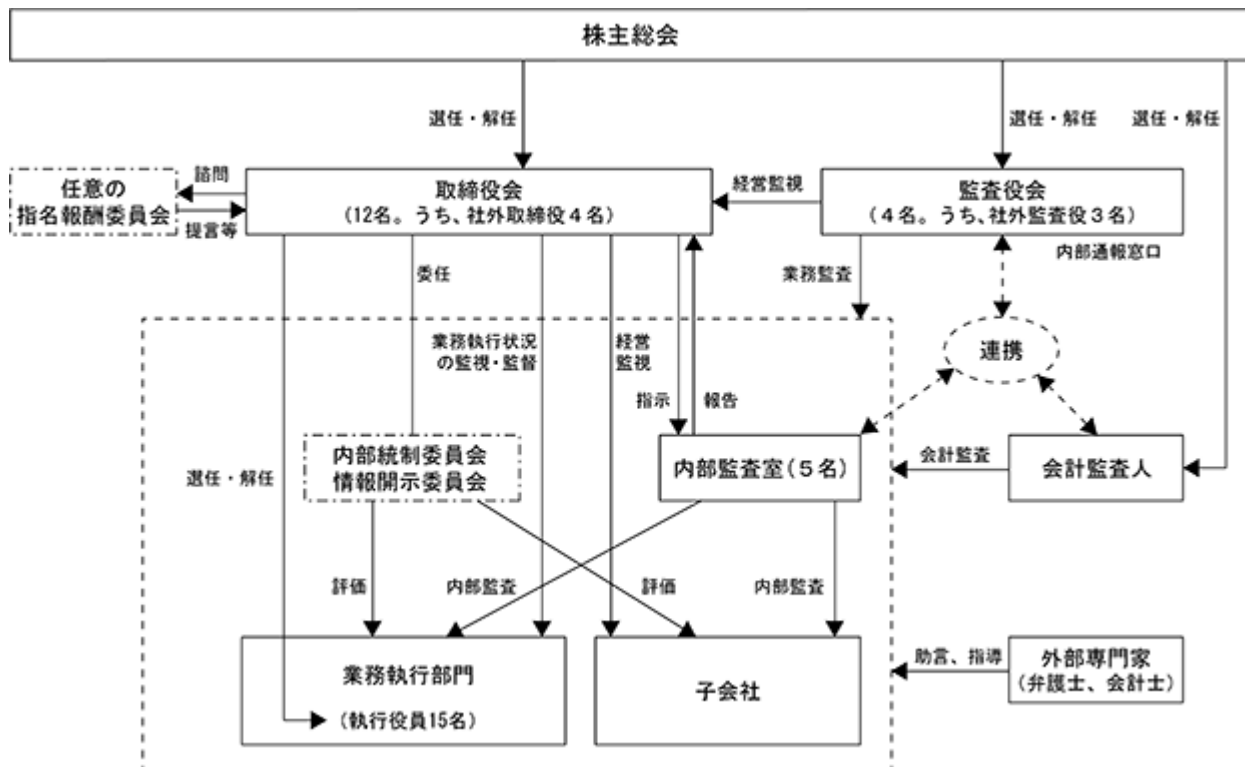 株主総会
選任・解任
選任・解任
選任・解任
任意の
指名報酬委員会
諮問
提言等
取締役会
(12名。うち、社外取締役4名)
経営監視
監査役会
(4名。うち、社外監査役3名)
内部通報窓口
委任
業務監査
業務執行状況
の監視・監督
経営
監視
連携
指示
報告
選任・解任
内部統制委員会
情報開示委員会
内部監査室(5名)
会計監査
会計監査人
評価
内部監査
評価
内部監査
業務執行部門
(執行役員15名)
子会社
助言、指導
外部専門家
(弁護士、会計士)